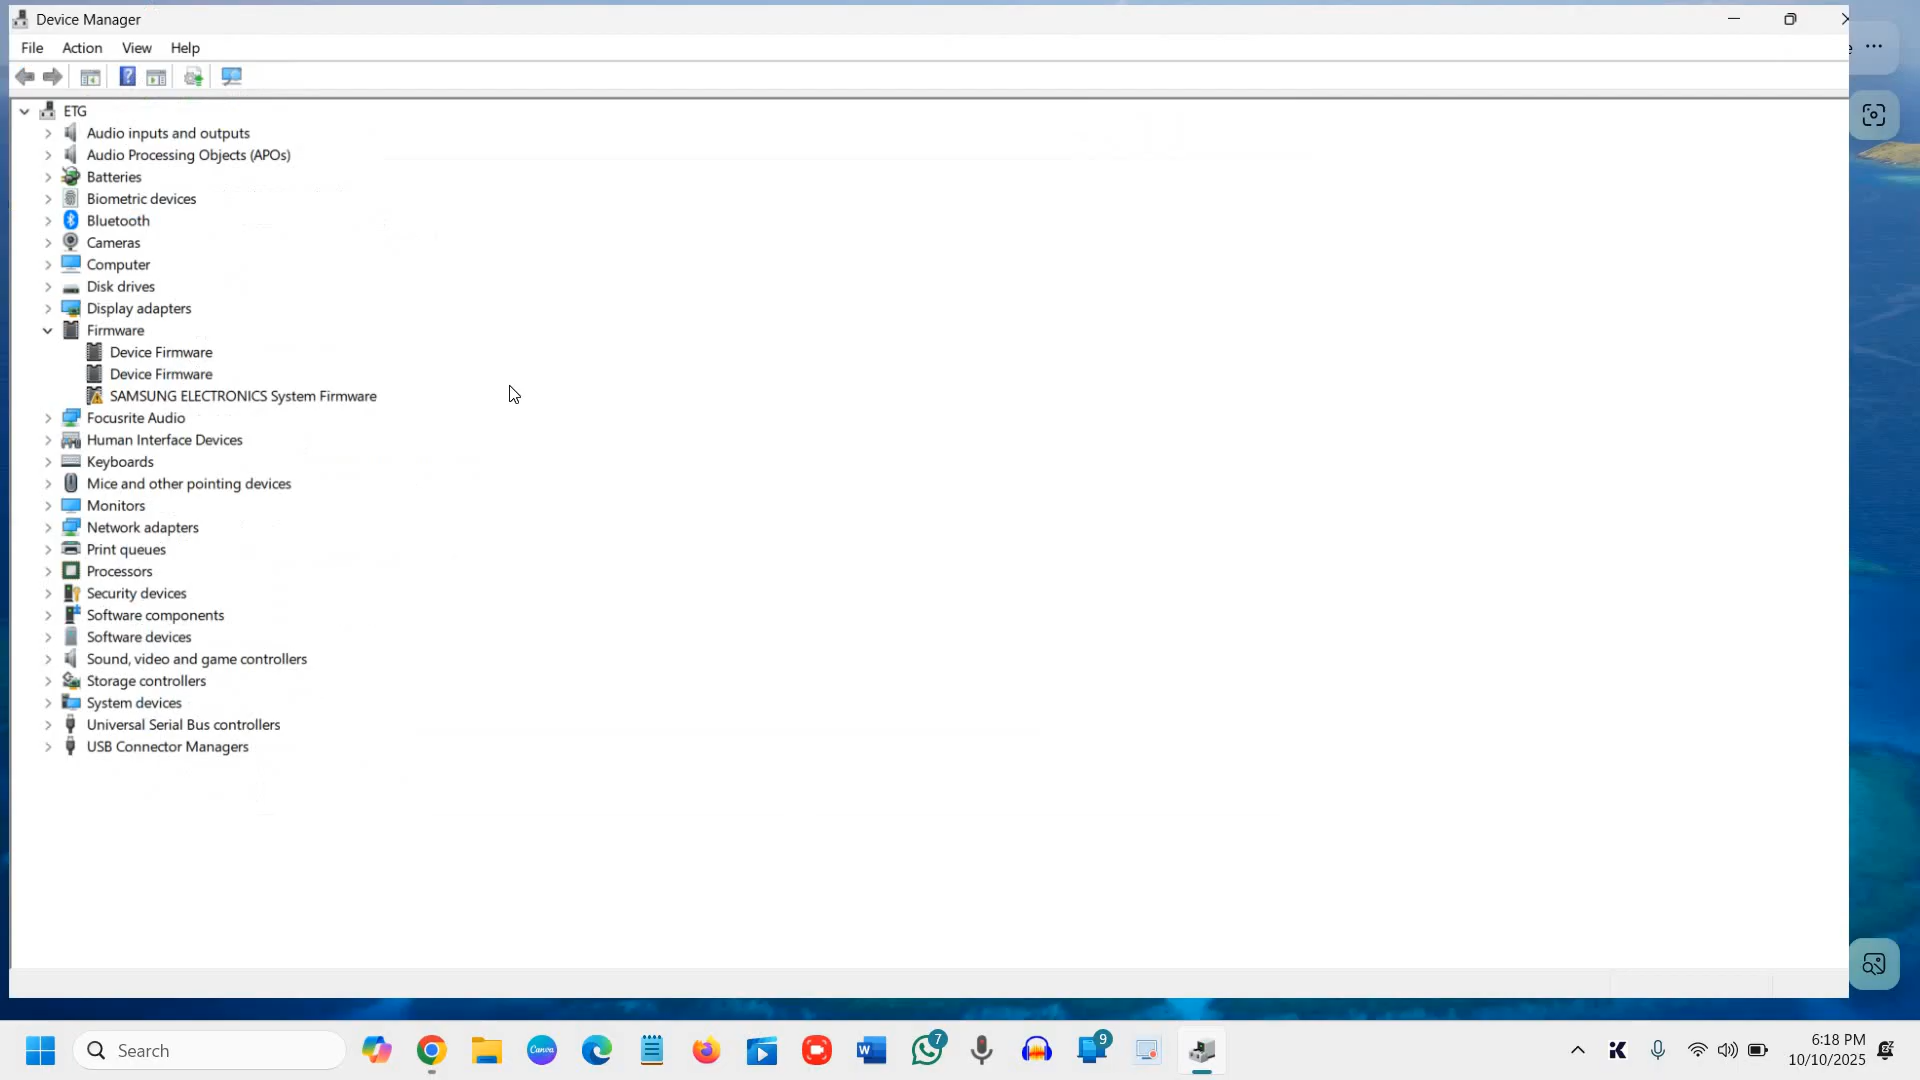 Device Manager
File Action View Help
ETG
Audio inputs and outputs
Audio Processing Objects (APOs)
Batteries
Biometric devices
Bluetooth
Cameras
Computer
Disk drives
Display adapters
Firmware
Device Firmware
Device Firmware
SAMSUNG ELECTRONICS System Firmware
Focusrite Audio
Human Interface Devices
Keyboards
Mice and other pointing devices
Monitors
Network adapters
Print queues
Processors
Security devices
Software components
Software devices
Sound, video and game controllers
Storage controllers
System devices
Universal Serial Bus controllers
USB Connector Managers
Search
Canva
7
9
6:18 PM
10/10/2025